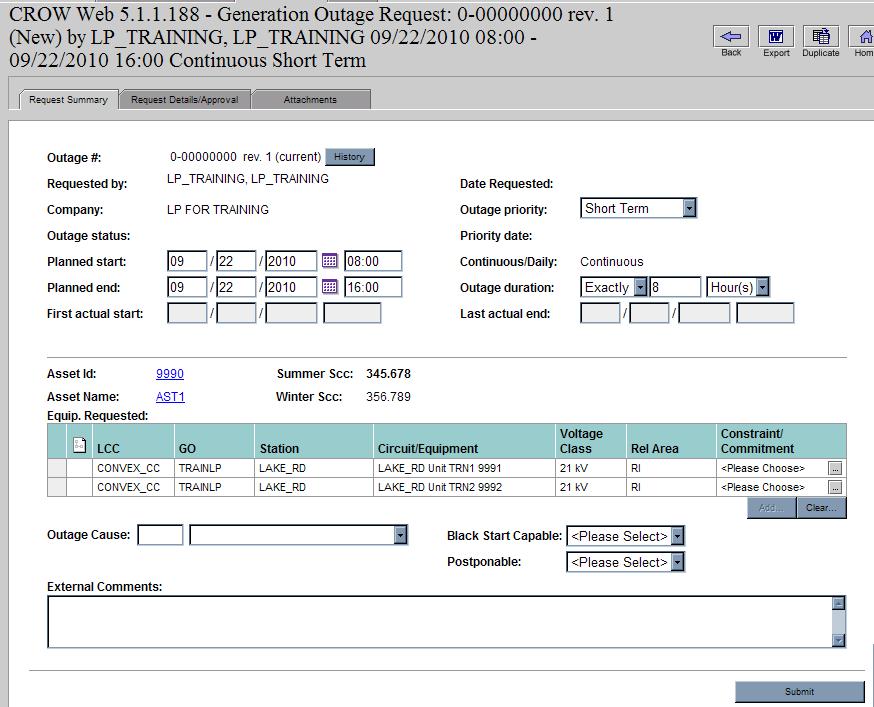 CROW Web 5.1.1.188 - Generation Outage Request: 0-00000000 rev. 1
(New) by LP_TRAINING, LP_TRAINING 09/22/2010 08:00 -
09/22/2010 16:00 Continuous Short Term
Back Export Duplicate Hom
Request Summary Request Details/Approval Attachments
Outage #: 0-00000000 rev. 1 (current) History
Requested by: LP_TRAINING, LP_TRAINING Date Requested:
Company: LP FOR TRAINING Outage priority: Short Term
Outage status: Priority date:
Planned start: 09 / 22 / 2010 08:00 Continuous/Daily: Continuous
Planned end: 09 / 22 / 2010 16:00 Outage duration: Exactly 8 Hour(s)
First actual start: / / Last actual end: / /
Asset Id: 9990 Summer Scc: 345.678
Asset Name: AST1 Winter Scc: 356.789
Equip. Requested:
LCC GO Station Circuit/Equipment Voltage Class Rel Area Constraint/ Commitment
CONVEX_CC TRAINLP LAKE_RD LAKE_RD Unit TRN1 9991 21 kV RI <Please Choose> ...
CONVEX_CC TRAINLP LAKE_RD LAKE_RD Unit TRN2 9992 21 kV RI <Please Choose> ...
Add... Clear...
Outage Cause: Black Start Capable: <Please Select>
Postponable: <Please Select>
External Comments:
Submit